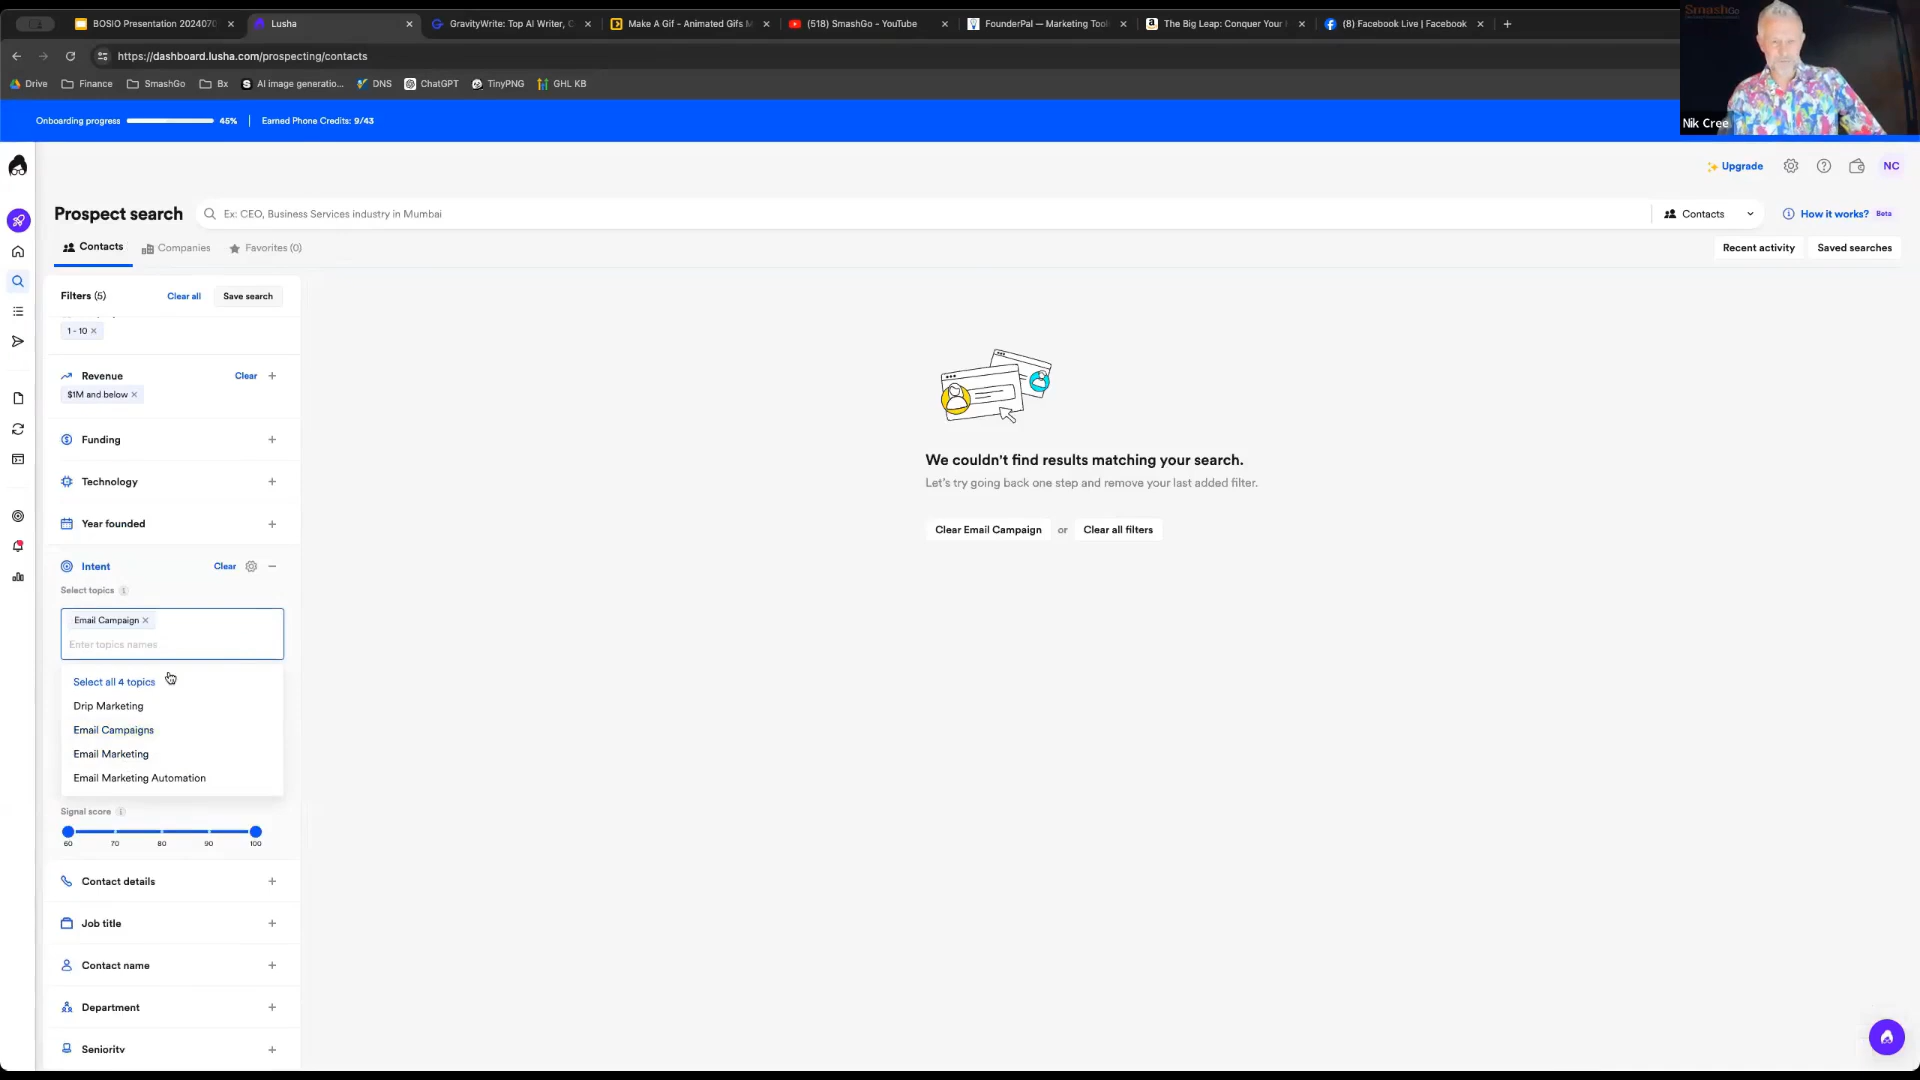 BOSIO Presentation 2024070
Lusha
GravityWrite: Top AI Writer, C
Make A Gif - Animated Gifs M
(518) SmashGo - YouTube
FounderPal — Marketing Tool
The Big Leap: Conquer Your
(8) Facebook Live | Facebook
SmashGo
https://dashboard.lusha.com/prospecting/contacts
Drive
Finance
SmashGo
Bx
AI image generatio...
DNS
ChatGPT
TinyPNG
GHL KB
Nik Cree
Onboarding progress
45%
Earned Phone Credits: 9/43
Upgrade
NC
Prospect search
Ex: CEO, Business Services industry in Mumbai
Contacts
How it works?
Beta
Contacts
Companies
Favorites (0)
Recent activity
Saved searches
Filters (5)
Clear all
Save search
1 - 10
Revenue
Clear
$1M and below
Funding
Technology
Year founded
Intent
Clear
Select topics
Email Campaign
Enter topics names
Select all 4 topics
Drip Marketing
Email Campaigns
Email Marketing
Email Marketing Automation
Signal score
60 70 80 90 100
Contact details
Job title
Contact name
Department
Seniority
We couldn't find results matching your search.
Let's try going back one step and remove your last added filter.
Clear Email Campaign
or
Clear all filters